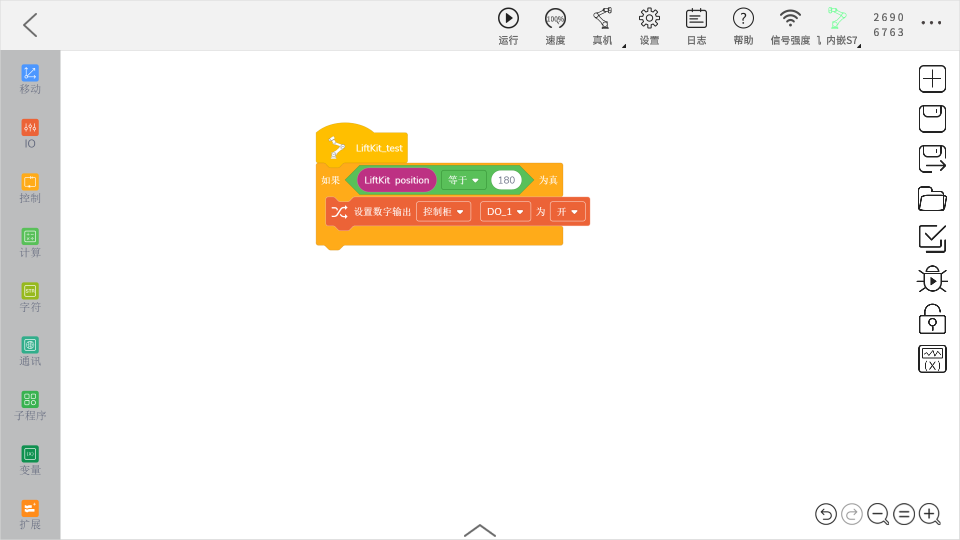 运行
100%
速度
真机
设置
日志
?
帮助
信号强度
内嵌S7
2690
6763
移动
IO
控制
计算
STR
字符
通讯
子程序
变量
扩展
LiftKit_test
如果 LiftKit position 等于 180 为真
设置数字输出 控制柜 DO_1 为 开
(X)